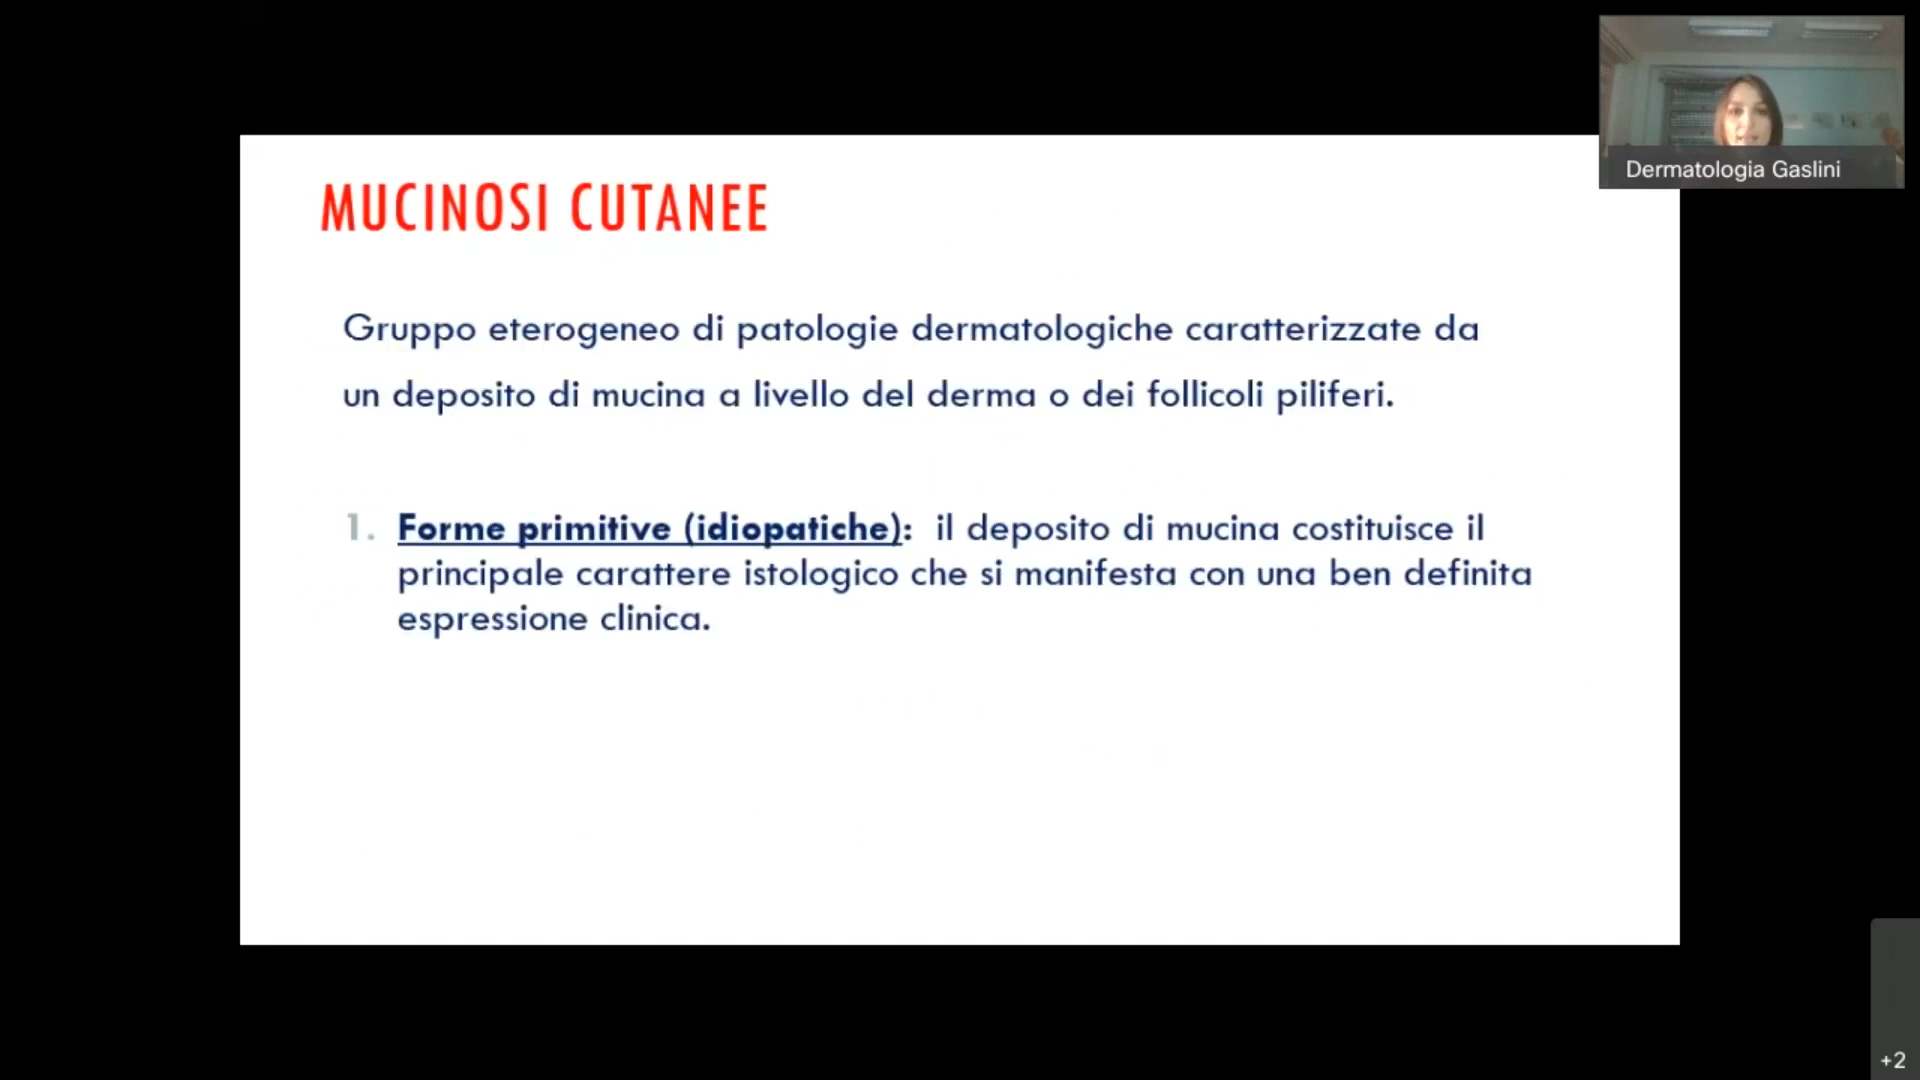 MUCINOSI CUTANEE
Gruppo eterogeneo di patologie dermatologiche caratterizzate da
un deposito di mucina a livello del derma o dei follicoli piliferi.
1. Forme primitive (idiopatiche): il deposito di mucina costituisce il
principale carattere istologico che si manifesta con una ben definita
espressione clinica.
Dermatologia Gaslini
+2